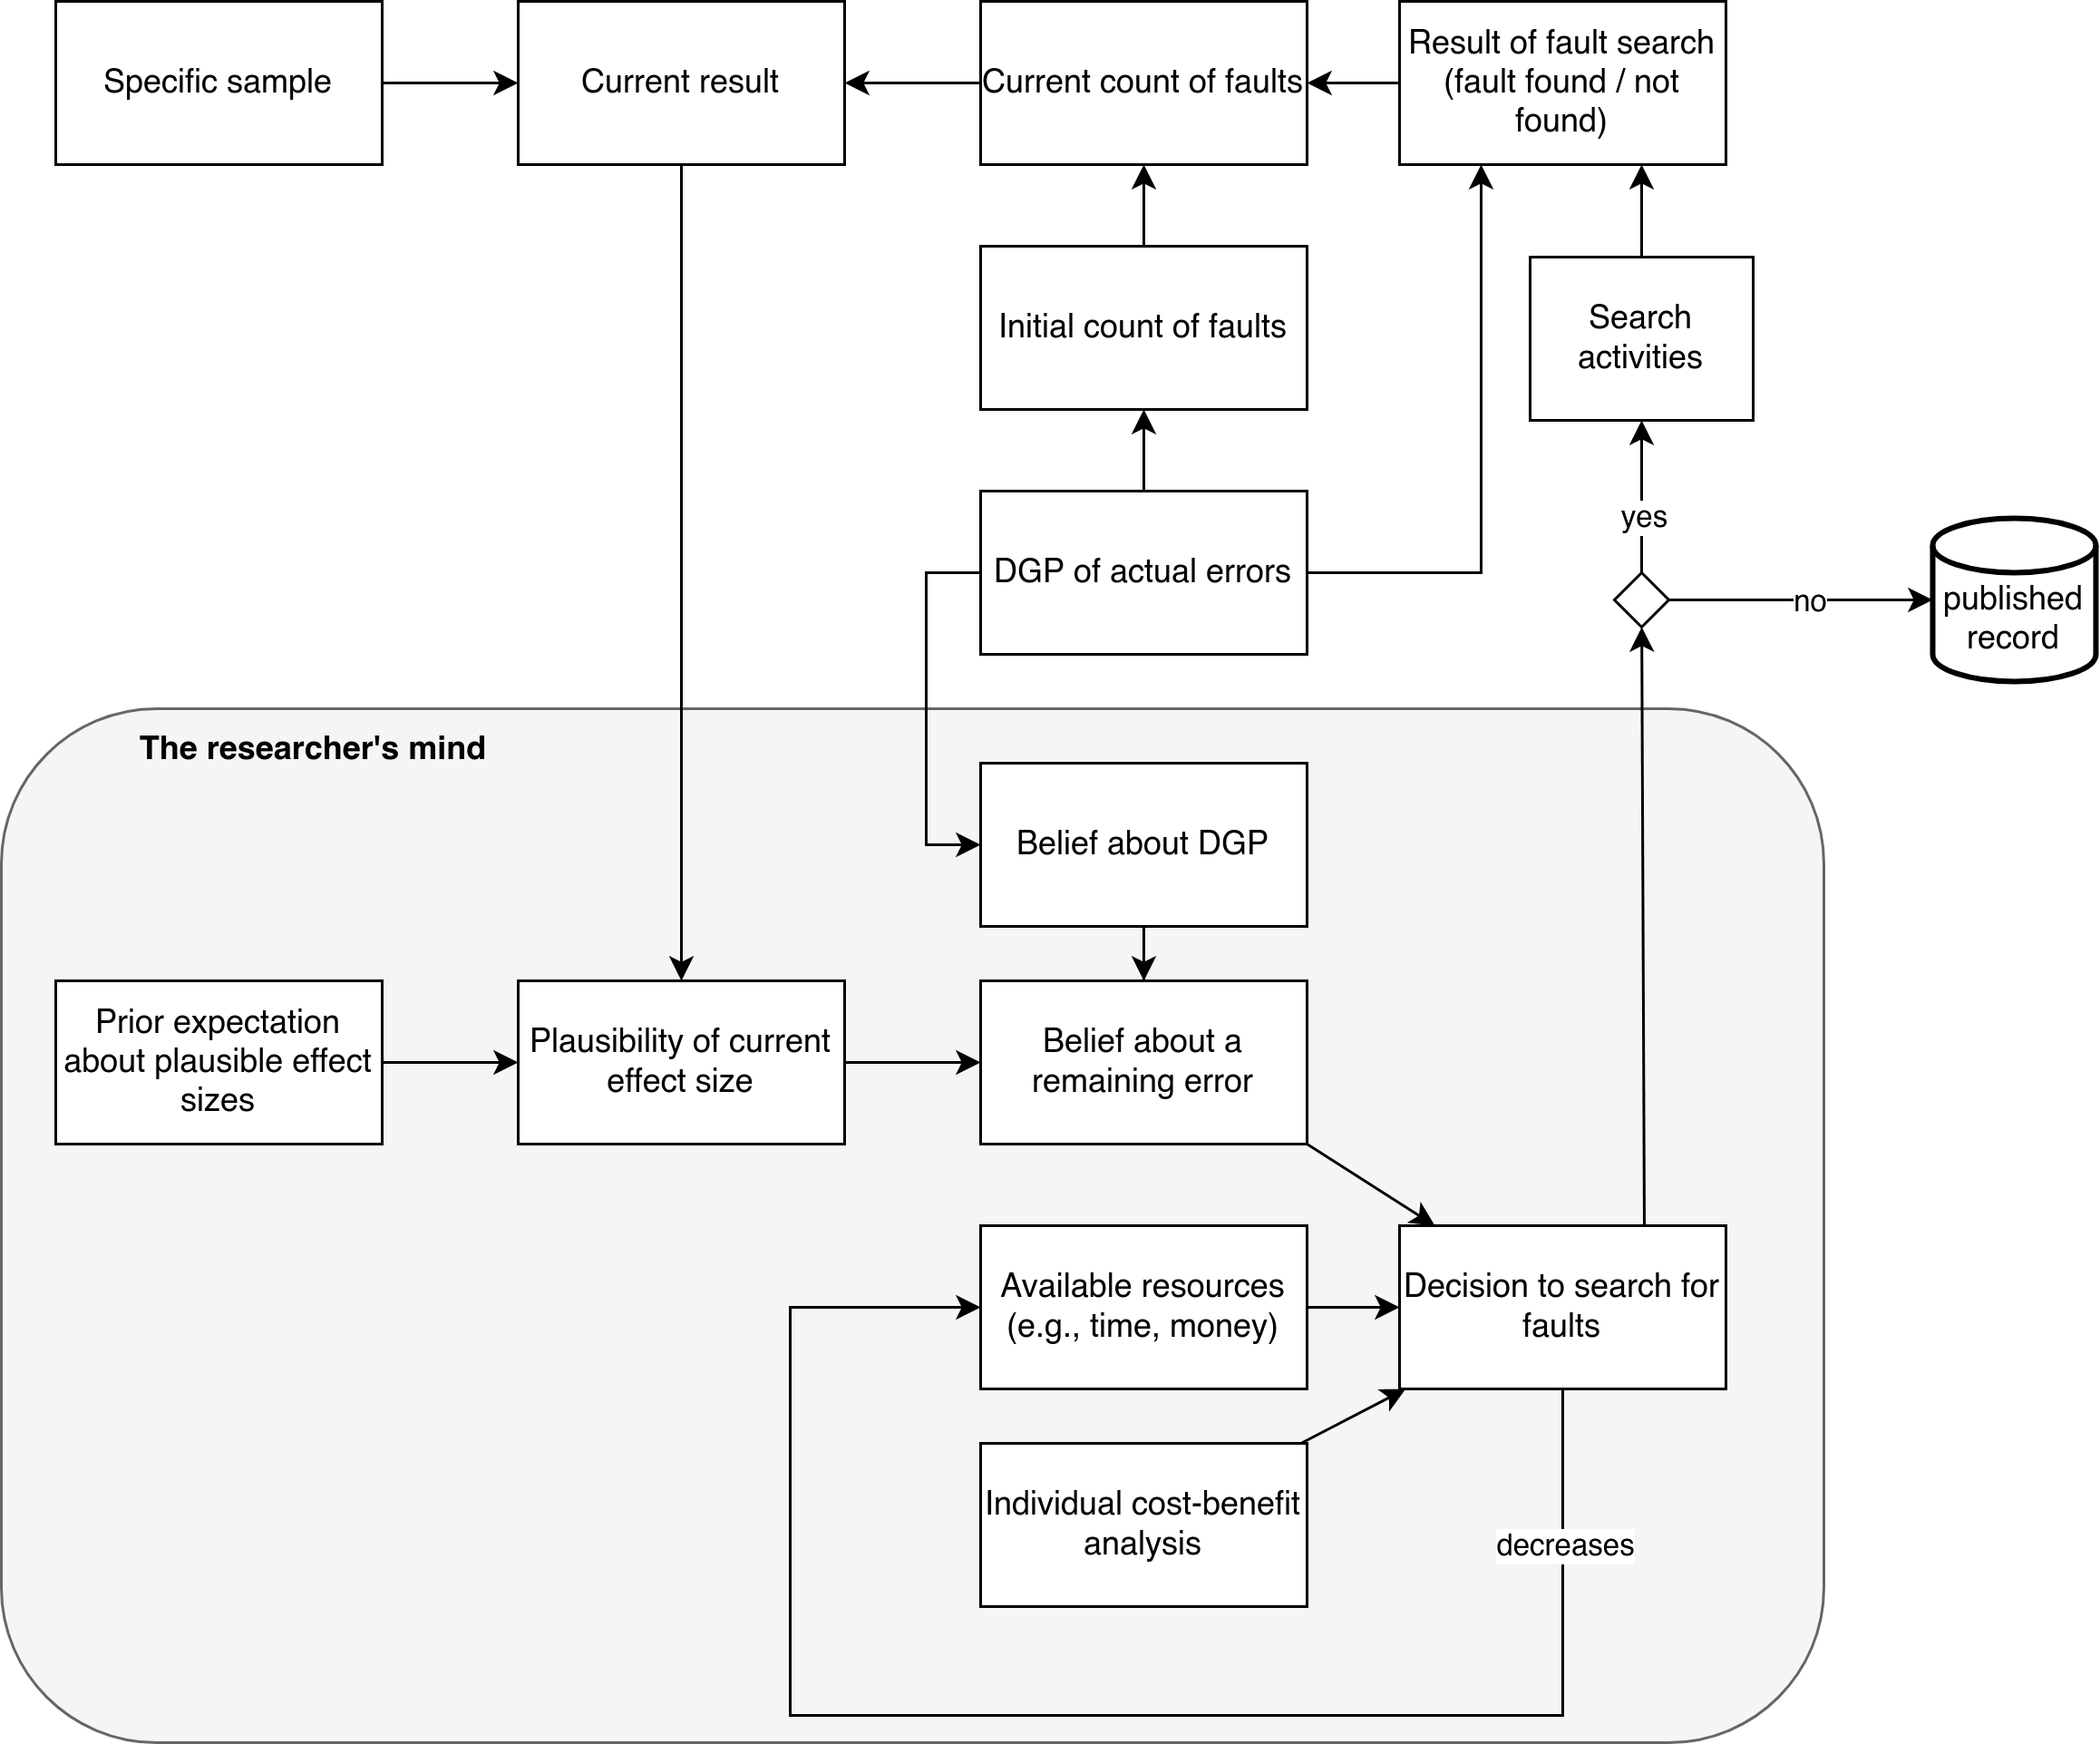 Specific sample
Current result
Current count of faults
Result of fault search
(fault found / not
found)
Initial count of faults
Search
activities
yes
DGP of actual errors
no
published
record
The researcher's mind
Belief about DGP
Prior expectation
about plausible effect
sizes
Plausibility of current
effect size
Belief about a
remaining error
Available resources
(e.g., time, money)
Decision to search for
faults
Individual cost-benefit
analysis
decreases